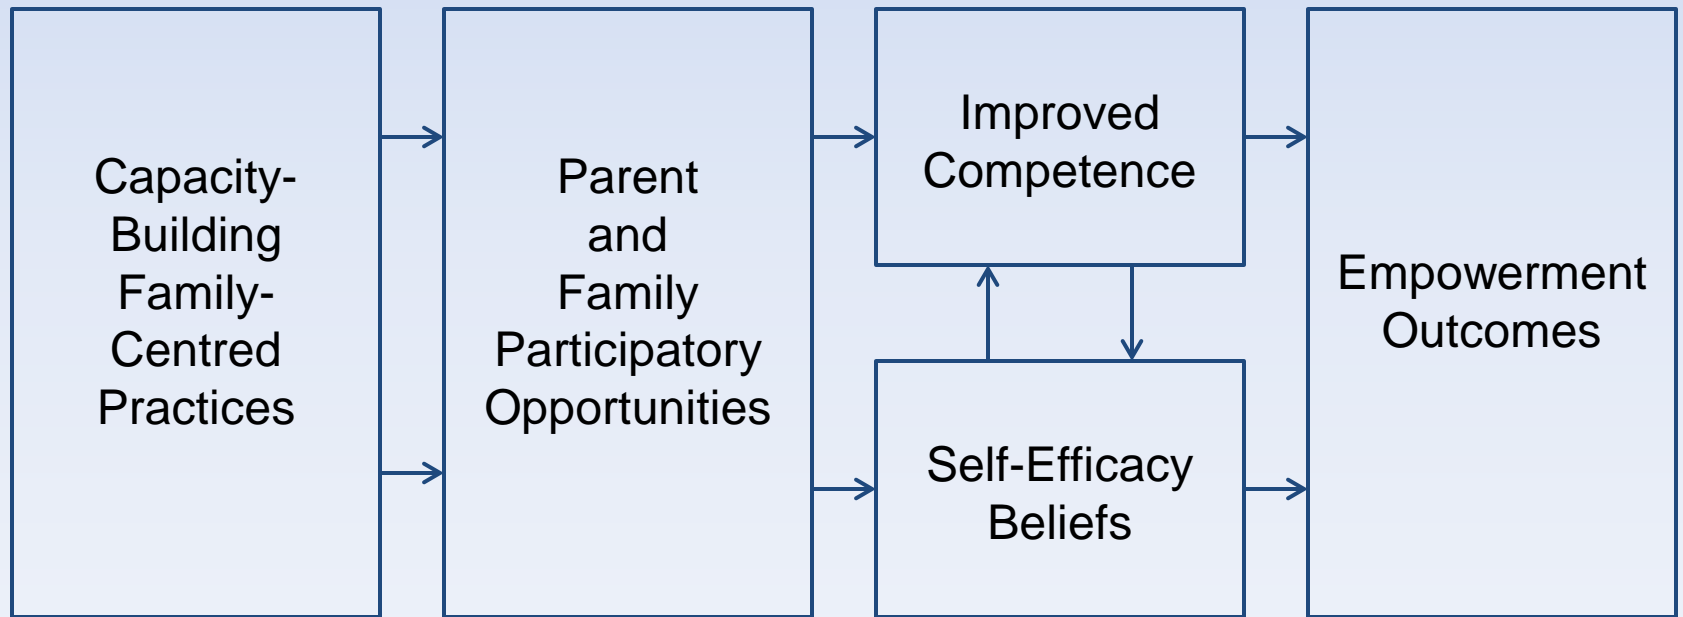 Capacity-
Building
Family-
Centred
Practices
Parent
and
Family
Participatory
Opportunities
Improved
Competence
Self-Efficacy
Beliefs
Empowerment
Outcomes